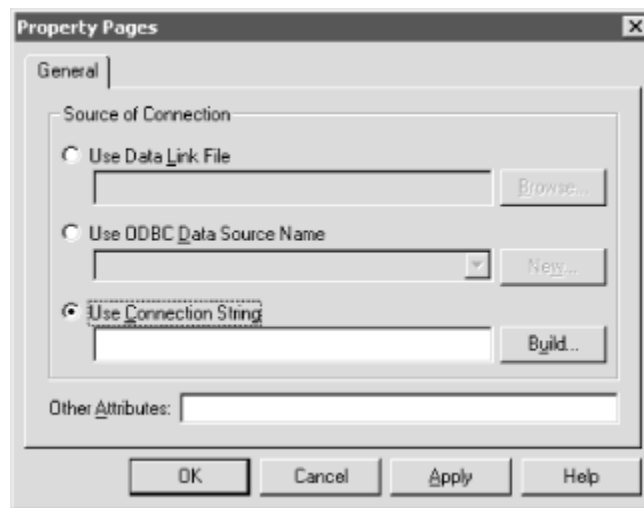 Property Pages
General
Source of Connection
Use Data Link File
Browse...
Use ODBC Data Source Name
New...
Use Connection String
Build...
Other Attributes:
OK Cancel Apply Help